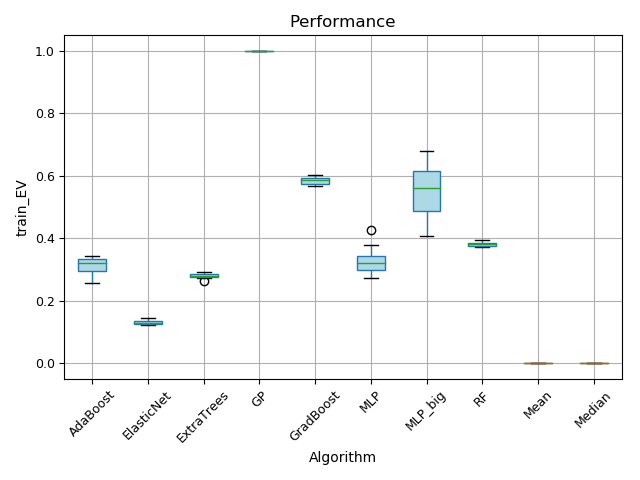 Performance
train_EV
1.0
0.8
0.6
0.4
0.2
0.0
AdaBoost
ElasticNet
ExtraTrees
GP
GradBoost
MLP
MLP_big
RF
Mean
Median
Algorithm